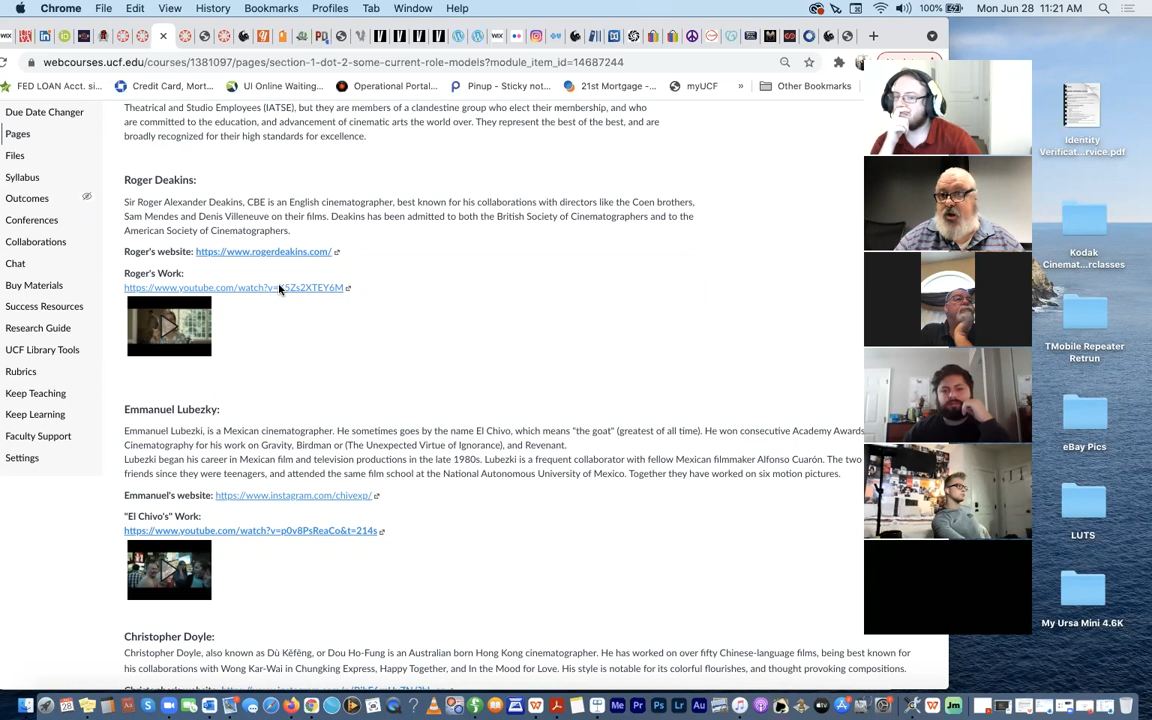 Chrome File Edit View History Bookmarks Profiles Tab Window Help 100% Mon Jun 28 11:21 AM
webcourses.ucf.edu/courses/1381097/pages/section-1-dot-2-some-current-role-models?module_item_id=14687244
FED LOAN Acct. si... Credit Card, Mort... UI Online Waiting... Operational Portal... Pinup - Sticky not... 21st Mortgage -... myUCF » Other Bookmarks
Due Date Changer
Pages
Files
Syllabus
Outcomes
Conferences
Collaborations
Chat
Buy Materials
Success Resources
Research Guide
UCF Library Tools
Rubrics
Keep Teaching
Keep Learning
Faculty Support
Settings
Theatrical and Studio Employees (IATSE), but they are members of a clandestine group who elect their membership, and who
are committed to the education, and advancement of cinematic arts the world over. They represent the best of the best, and are
broadly recognized for their high standards for excellence.
Roger Deakins:
Sir Roger Alexander Deakins, CBE is an English cinematographer, best known for his collaborations with directors like the Coen brothers,
Sam Mendes and Denis Villeneuve on their films. Deakins has been admitted to both the British Society of Cinematographers and to the
American Society of Cinematographers.
Roger's website: https://www.rogerdeakins.com/
Roger's Work:
https://www.youtube.com/watch?v=
Emmanuel Lubezky:
Emmanuel Lubezki, is a Mexican cinematographer. He sometimes goes by the name El Chivo, which means "the goat" (greatest of all time). He won consecutive Academy Awards
Cinematography for his work on Gravity, Birdman or (The Unexpected Virtue of Ignorance), and Revenant.
Lubezki began his career in Mexican film and television productions in the late 1980s. Lubezki is a frequent collaborator with fellow Mexican filmmaker Alfonso Cuarón. The two
friends since they were teenagers, and attended the same film school at the National Autonomous University of Mexico. Together they have worked on six motion pictures.
Emmanuel's website: https://www.instagram.com/chivexp/
"El Chivo's" Work:
https://www.youtube.com/watch?v=p0v8PsReaCo&t=214s
Christopher Doyle:
Christopher Doyle, also known as Dù Kěfēng, or Dou Ho-Fung is an Australian born Hong Kong cinematographer. He has worked on over fifty Chinese-language films, being best known for
his collaborations with Wong Kar-Wai in Chungking Express, Happy Together, and In the Mood for Love. His style is notable for its colorful flourishes, and thought provoking compositions.
Identity
Verificat...rvice.pdf
Kodak
Cinemat...rclasses
TMobile Repeater
Retrun
eBay Pics
LUTS
My Ursa Mini 4.6K